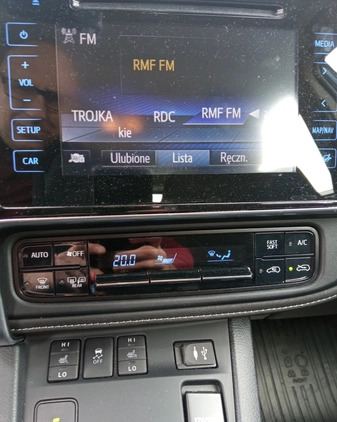 FM
RMF FM
MEDIA
+
VOL
-
TROJKA
RDC
RMF FM
kie
SETUP
MAP/NAV
CAR
Ulubione
Lista
Ręczn.
AUTO
OFF
20.0
FAST
SOFT
A/C
FRONT
REAR
HI
LO
OFF
HI
LO